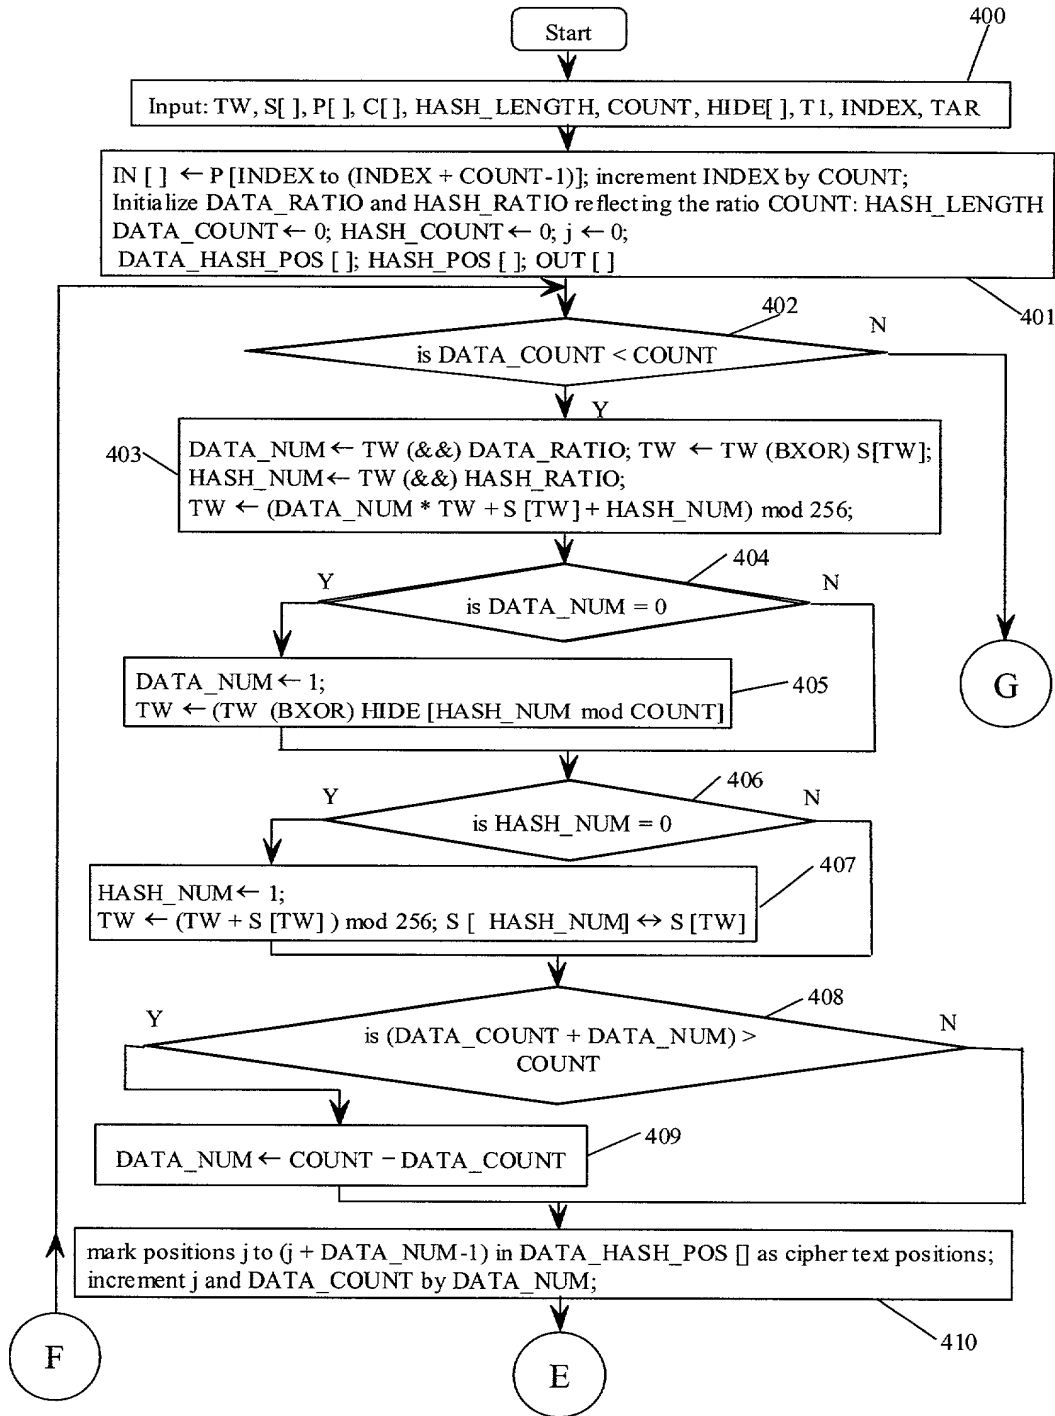 Start
400
Input: TW, S[ ], P[ ], C[ ], HASH_LENGTH, COUNT, HIDE[ ], T1, INDEX, TAR
IN [ ] ← P [INDEX to (INDEX + COUNT-1)]; increment INDEX by COUNT;
Initialize DATA_RATIO and HASH_RATIO reflecting the ratio COUNT: HASH_LENGTH
DATA_COUNT← 0; HASH_COUNT← 0; j ← 0;
DATA_HASH_POS [ ]; HASH_POS [ ]; OUT [ ]
401
402
N
is DATA_COUNT < COUNT
Y
403
DATA_NUM← TW (&&) DATA_RATIO; TW ← TW (BXOR) S[TW];
HASH_NUM← TW (&&) HASH_RATIO;
TW ← (DATA_NUM * TW + S [TW] + HASH_NUM) mod 256;
404
Y
N
is DATA_NUM = 0
G
DATA_NUM← 1;
TW ← (TW (BXOR) HIDE [HASH_NUM mod COUNT]
405
406
Y
N
is HASH_NUM = 0
407
HASH_NUM← 1;
TW ← (TW + S [TW] ) mod 256; S [ HASH_NUM] ↔ S [TW]
408
Y
N
is (DATA_COUNT + DATA_NUM) >
COUNT
409
DATA_NUM← COUNT − DATA_COUNT
mark positions j to (j + DATA_NUM-1) in DATA_HASH_POS [] as cipher text positions;
increment j and DATA_COUNT by DATA_NUM;
410
F
E